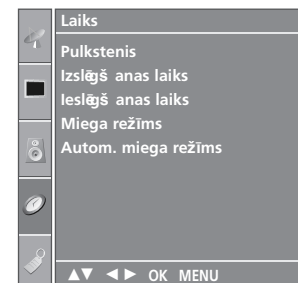 Laiks
Pulkstenis
Izslēgš anas laiks
Ieslēgš anas laiks
Miega režīms
Autom. miega režīms
▲▼ ◄► OK MENU